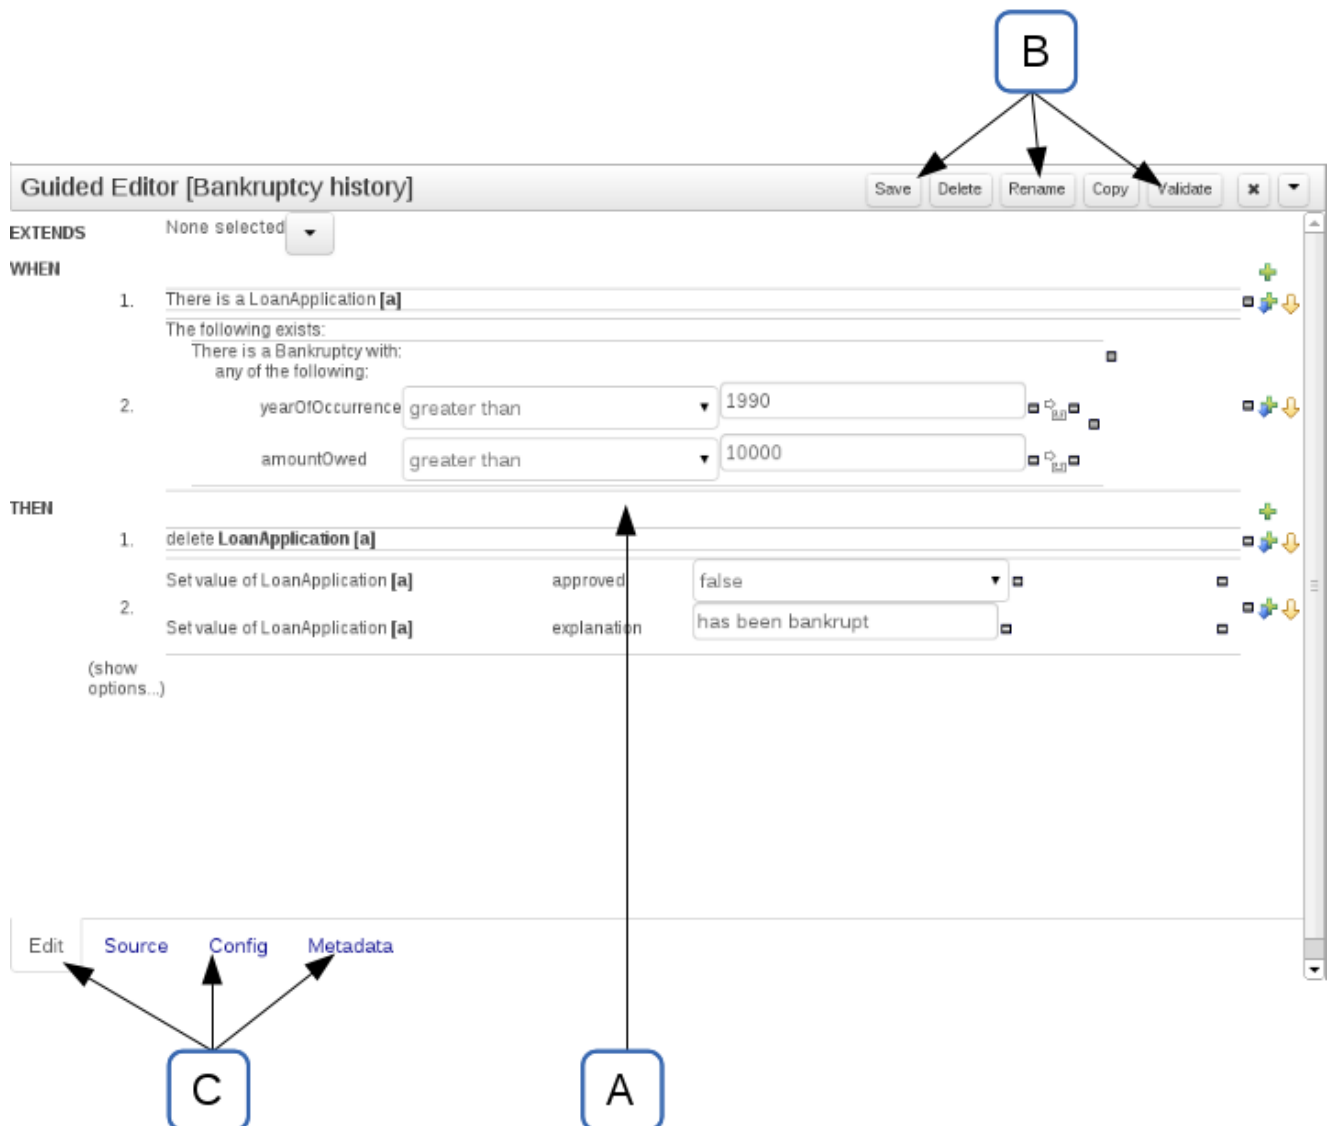 B
Guided Editor [Bankruptcy history] Save Delete Rename Copy Validate
EXTENDS None selected
WHEN
1. There is a LoanApplication [a]
The following exists:
There is a Bankruptcy with:
any of the following:
2. yearOfOccurrence greater than 1990
amountOwed greater than 10000
THEN
1. delete LoanApplication [a]
Set value of LoanApplication [a] approved false
2.
Set value of LoanApplication [a] explanation has been bankrupt
(show
options...)
Edit Source Config Metadata
C A